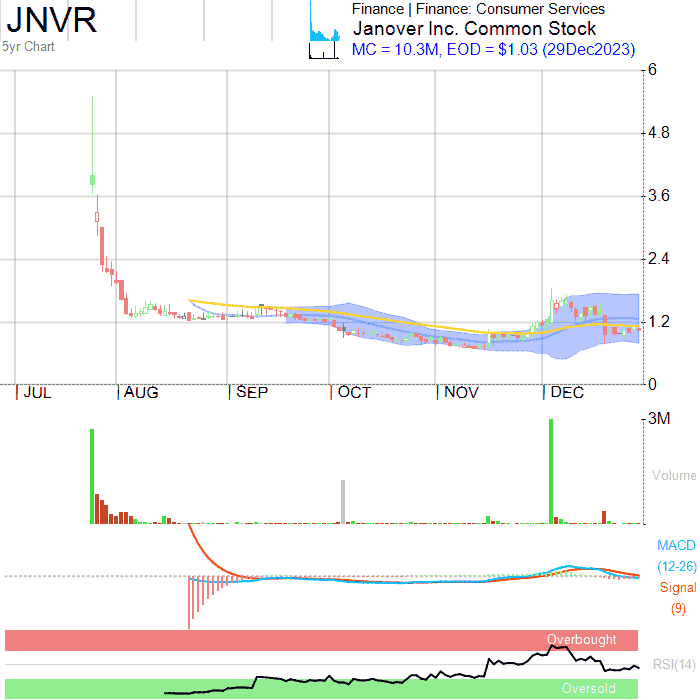 JNVR
5yr Chart
Finance | Finance: Consumer Services
Janover Inc. Common Stock
MC = 10.3M, EOD = $1.03 (29Dec2023)
6
4.8
3.6
2.4
1.2
0
JUL AUG SEP OCT NOV DEC
3M
Volume
MACD
(12-26)
Signal
(9)
Overbought
RSI(14)
Oversold